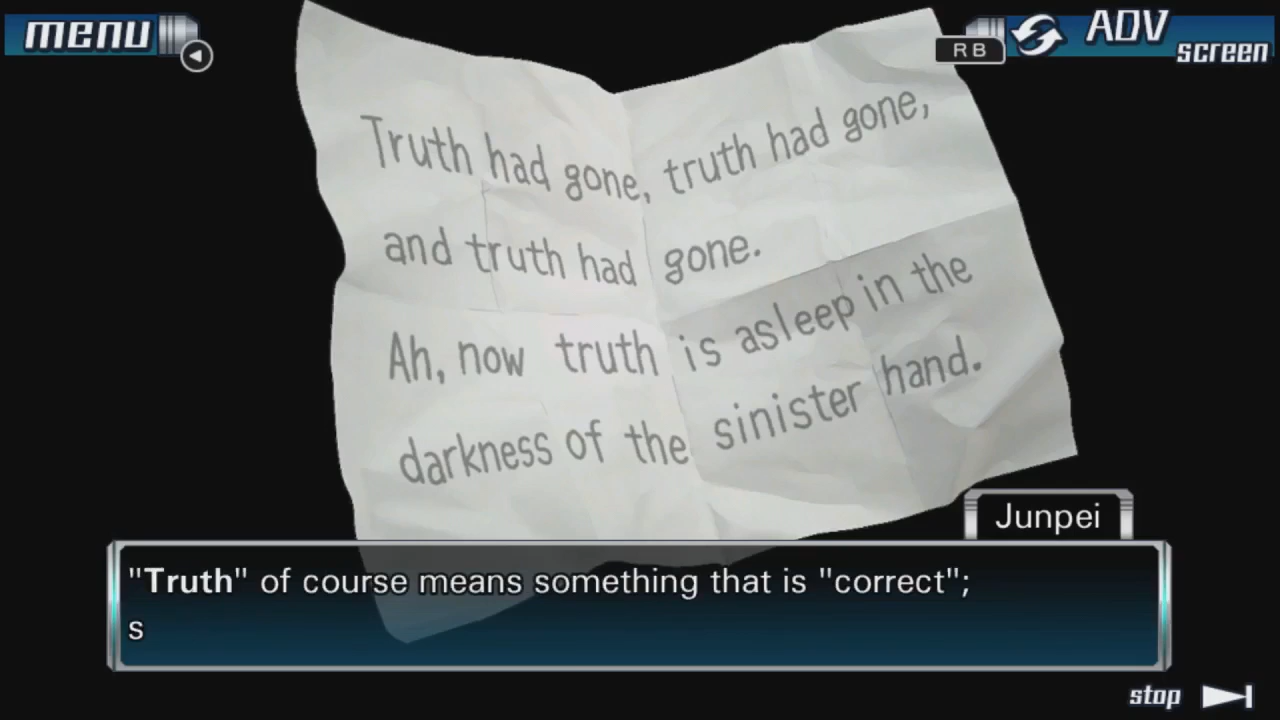 menu
RB
ADV
screen
Truth had gone, truth had gone,
and truth had gone.
Ah, now truth is asleep in the
darkness of the sinister hand.
Junpei
"Truth" of course means something that is "correct";
s
stop